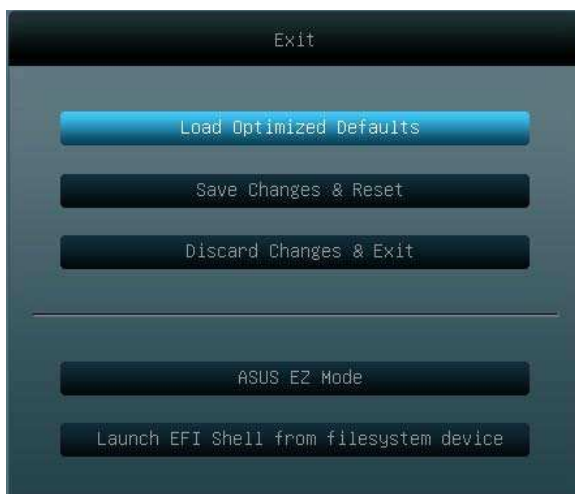 Exit
Load Optimized Defaults
Save Changes & Reset
Discard Changes & Exit
ASUS EZ Mode
Launch EFI Shell from filesystem device